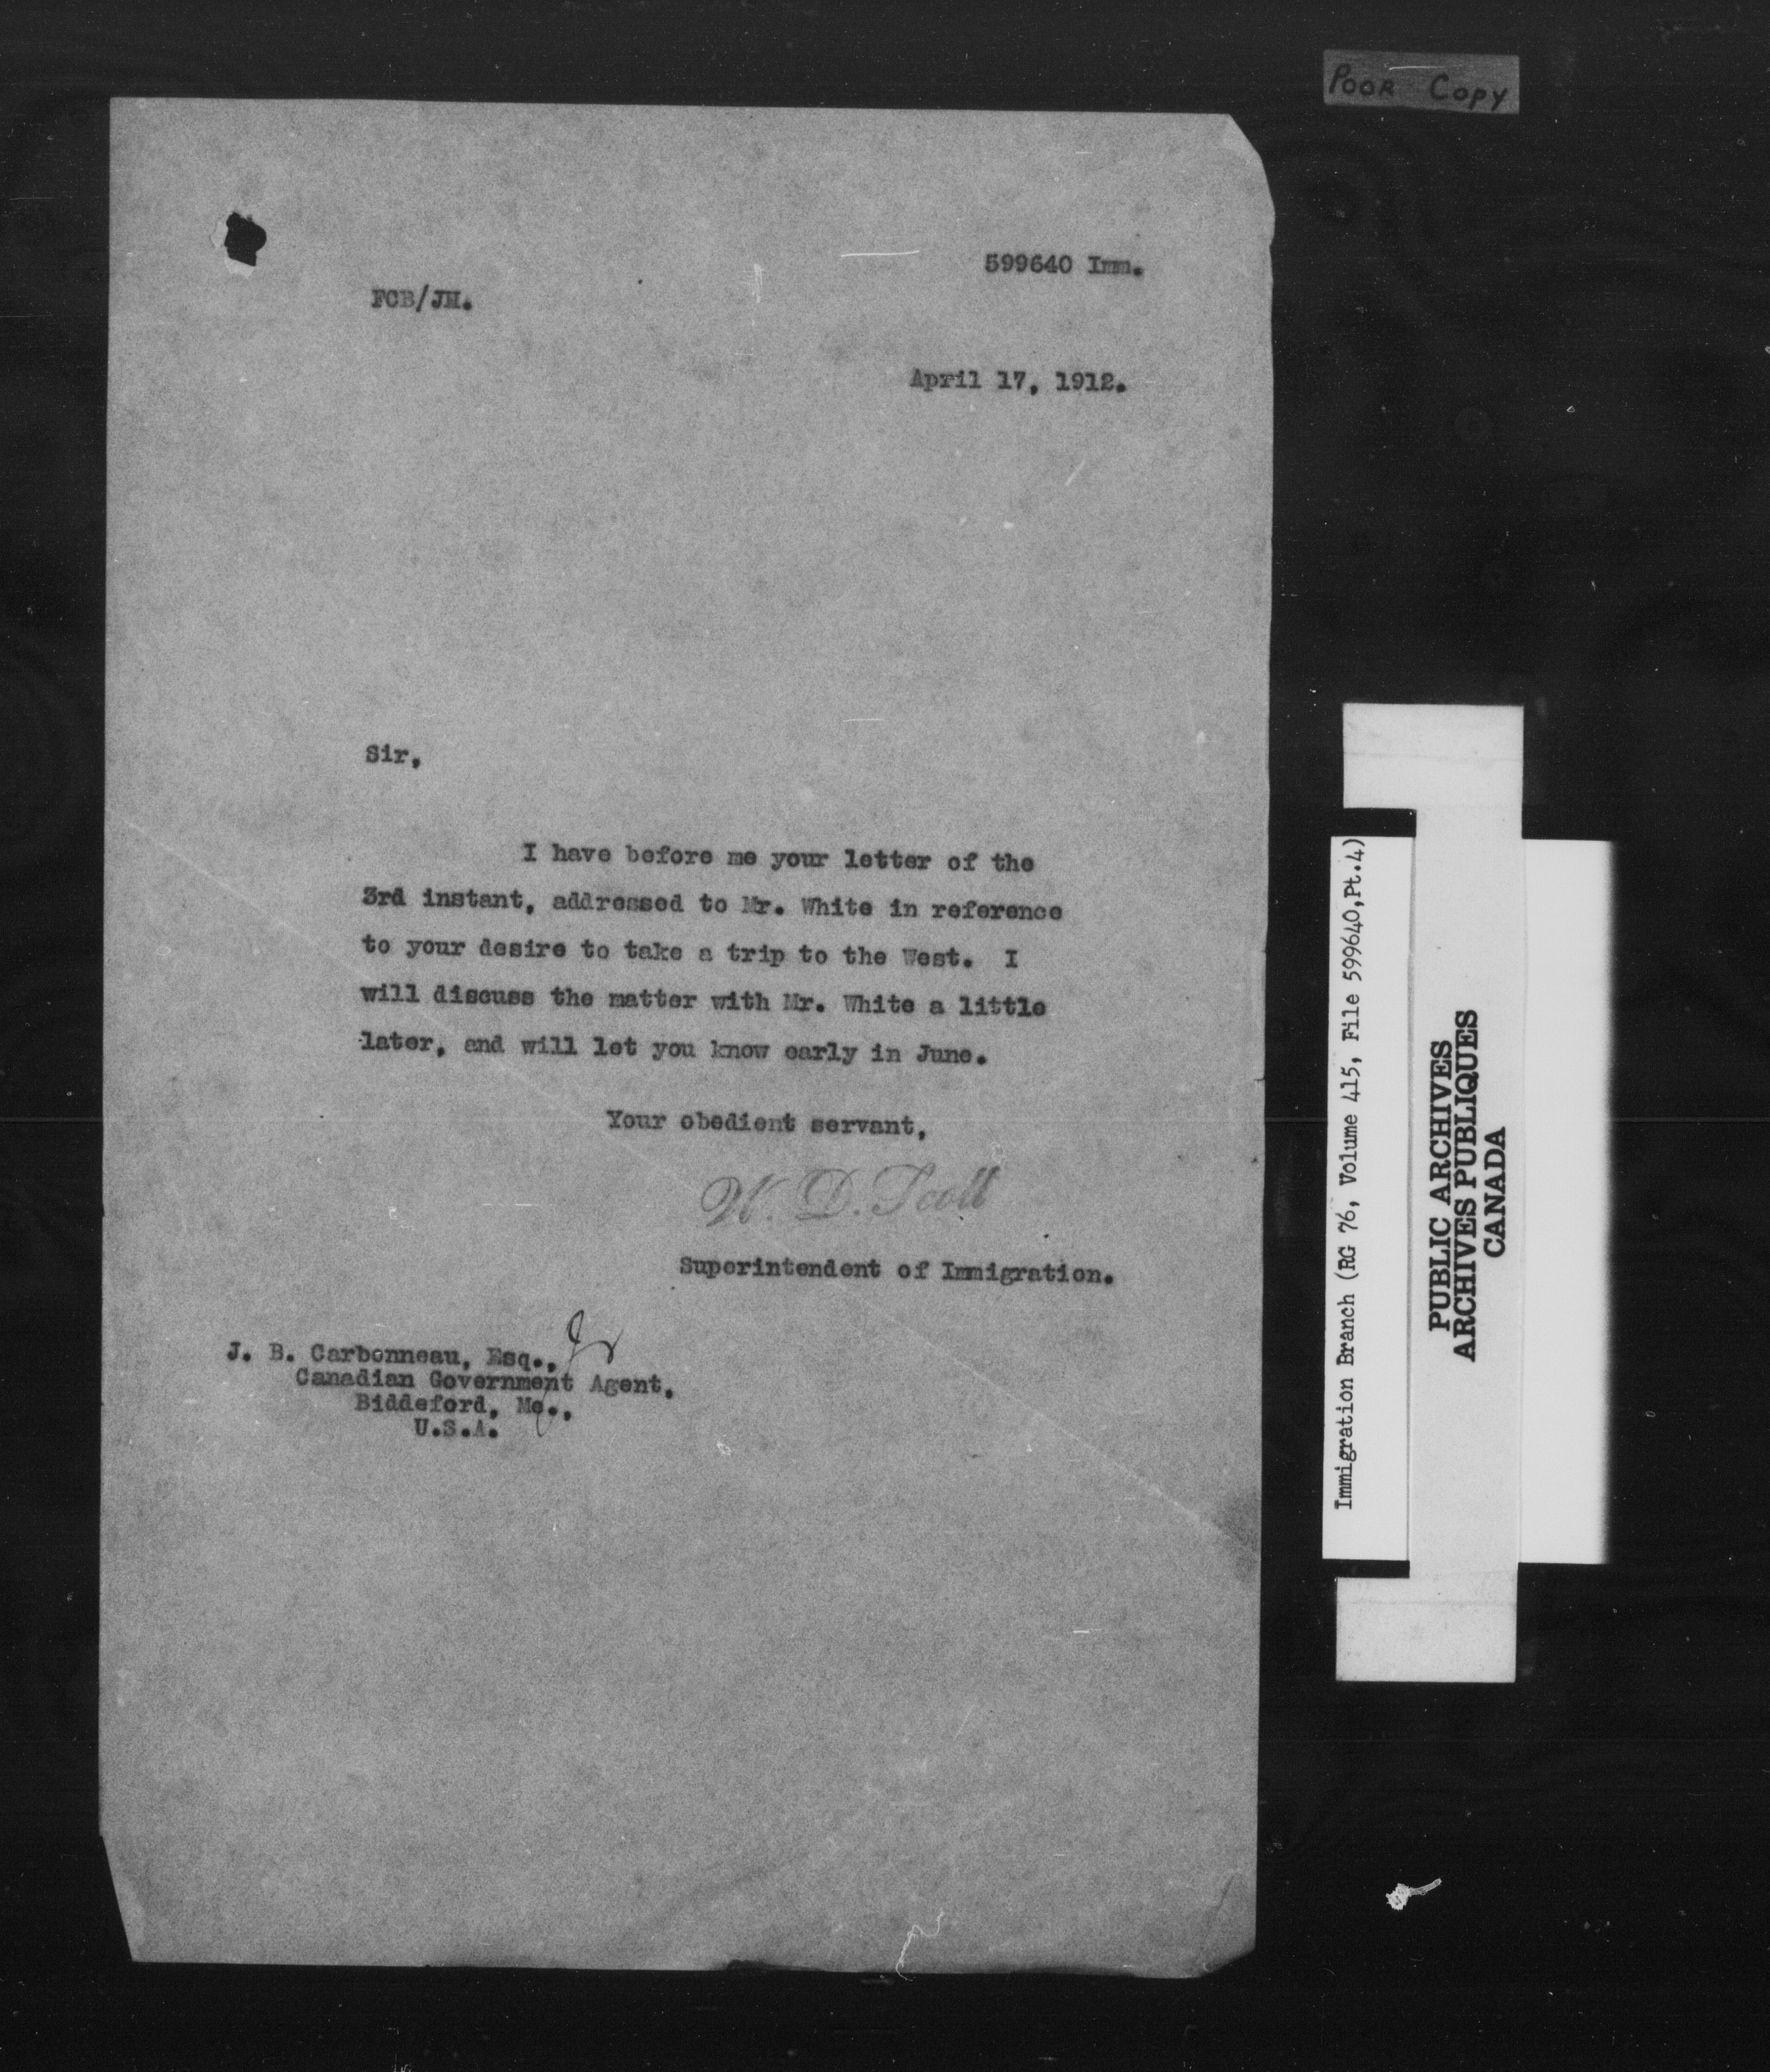 POOR COPY
599640 Imm.
FCB/JM.
April 17, 1912.
Sir,
I have before me your letter of the
3rd instant, addressed to Mr. White in reference
to your desire to take a trip to the West. I
will discuss the matter with Mr. White a little
later, and will let you know early in June.
Your obedient servant,
W. D. Scott
Superintendent of Immigration.
J. B. Carbonneau, Esq., Jr
Canadian Government Agent,
Biddeford, Me.,
U.S.A.
Immigration Branch (RG 76, Volume 415, File 599640,Pt.4)
PUBLIC ARCHIVES
ARCHIVES PUBLIQUES
CANADA